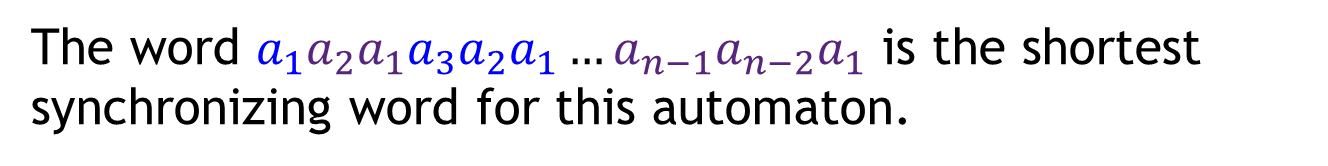 The word a₁a₂a₁a₃a₂a₁ … aₙ₋₁aₙ₋₂a₁ is the shortest
synchronizing word for this automaton.